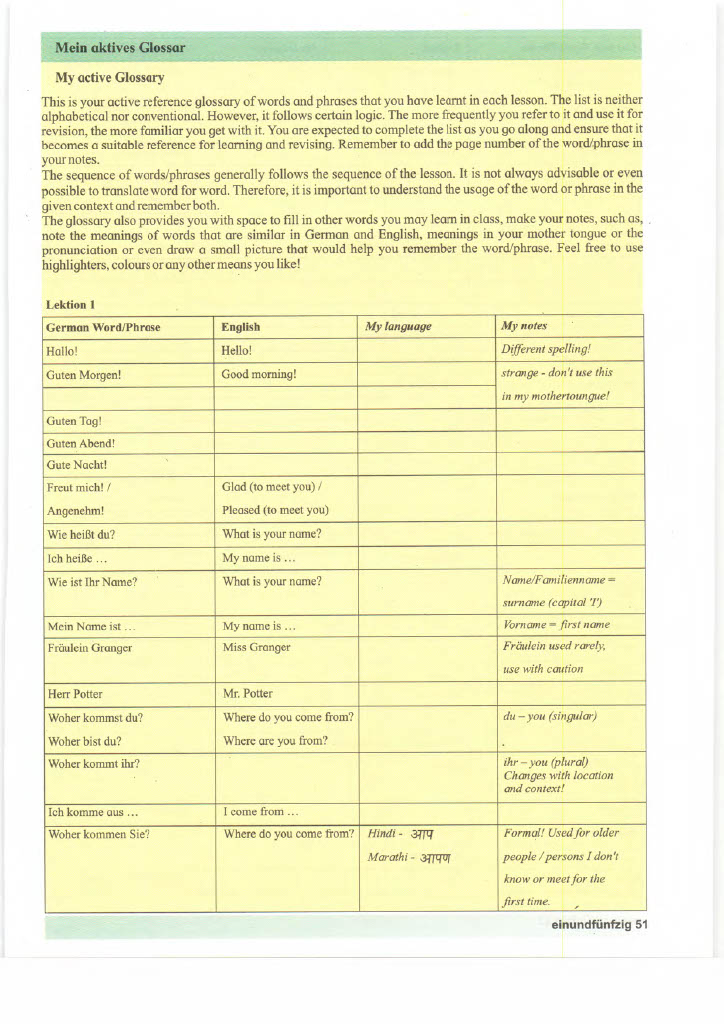 Mein aktives Glossar
My active Glossary
This is your active reference glossary of words and phrases that you have learnt in each lesson. The list is neither
alphabetical nor conventional. However, it follows certain logic. The more frequently you refer to it and use it for
revision, the more familiar you get with it. You are expected to complete the list as you go along and ensure that it
becomes a suitable reference for learning and revising. Remember to add the page number of the word/phrase in
your notes.
The sequence of words/phrases generally follows the sequence of the lesson. It is not always advisable or even
possible to translate word for word. Therefore, it is important to understand the usage of the word or phrase in the
given context and remember both.
The glossary also provides you with space to fill in other words you may learn in class, make your notes, such as,
note the meanings of words that are similar in German and English, meanings in your mother tongue or the
pronunciation or even draw a small picture that would help you remember the word/phrase. Feel free to use
highlighters, colours or any other means you like!
Lektion 1
German Word/Phrase English My language My notes
Hallo! Hello! Different spelling!
Guten Morgen! Good morning! strange - don't use this
in my mothertoungue!
Guten Tag!
Guten Abend!
Gute Nacht!
Freut mich! / Glad (to meet you) /
Angenehm! Pleased (to meet you)
Wie heißt du? What is your name?
Ich heiße ... My name is ...
Wie ist Ihr Name? What is your name? Name/Familienname =
surname (capital 'I')
Mein Name ist ... My name is ... Vorname = first name
Fräulein Granger Miss Granger Fräulein used rarely,
use with caution
Herr Potter Mr. Potter
Woher kommst du? Where do you come from? du – you (singular)
Woher bist du? Where are you from?
Woher kommt ihr? ihr – you (plural)
Changes with location
and context!
Ich komme aus ... I come from ...
Woher kommen Sie? Where do you come from? Hindi - आप Formal! Used for older
Marathi - आपण people / persons I don't
know or meet for the
first time.
einundfünfzig 51